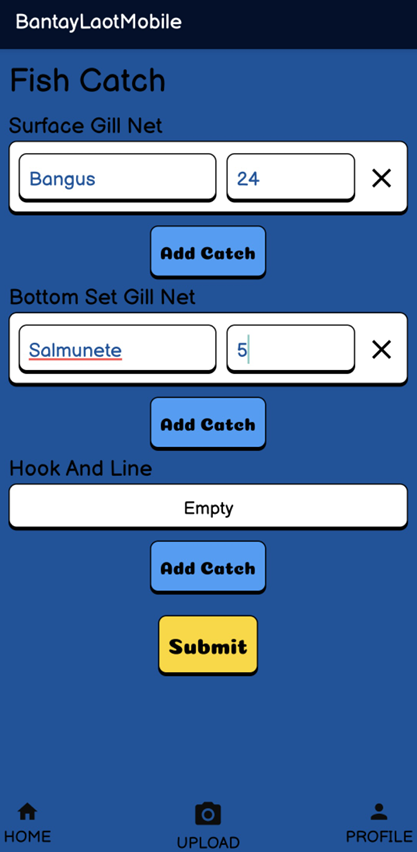 BantayLaotMobile
Fish Catch
Surface Gill Net
Bangus 24
Add Catch
Bottom Set Gill Net
Salmunete 5
Add Catch
Hook And Line
Empty
Add Catch
Submit
HOME UPLOAD PROFILE